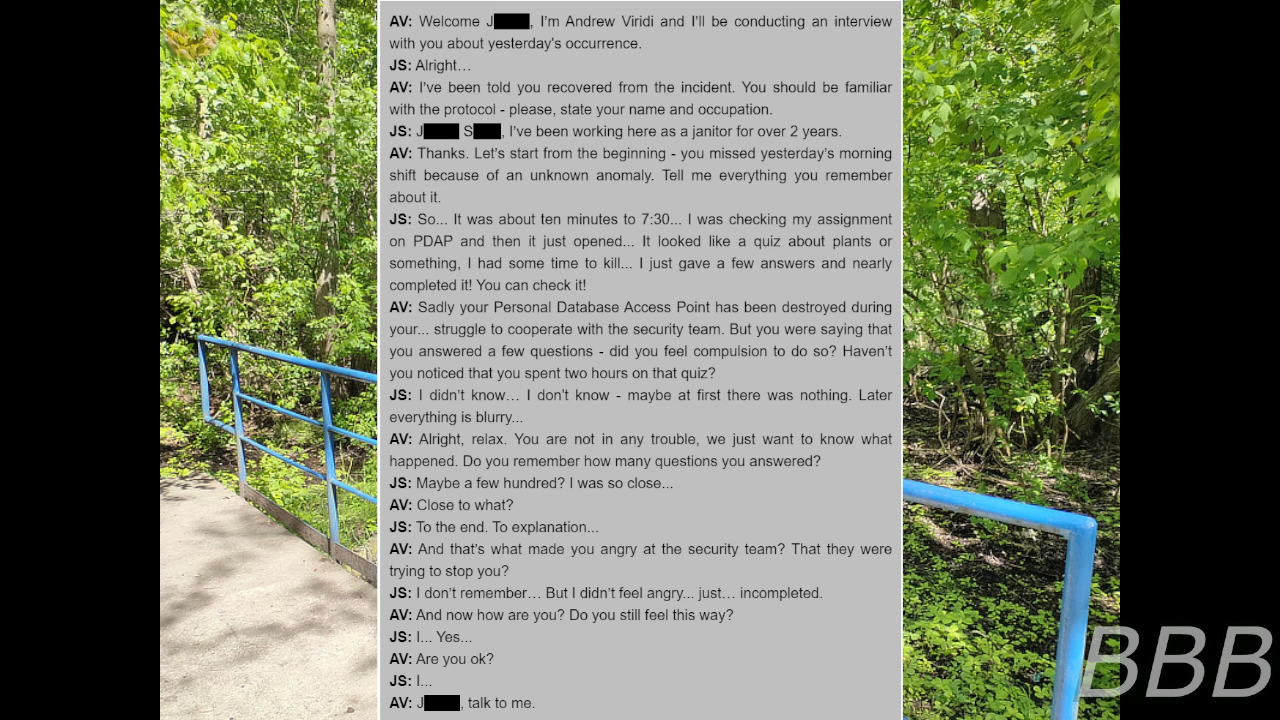 AV: Welcome J, I'm Andrew Viridi and I'll be conducting an interview
with you about yesterday's occurrence.
JS: Alright…
AV: I've been told you recovered from the incident. You should be familiar
with the protocol - please, state your name and occupation.
JS: J S, I've been working here as a janitor for over 2 years.
AV: Thanks. Let's start from the beginning - you missed yesterday's morning
shift because of an unknown anomaly. Tell me everything you remember
about it.
JS: So... It was about ten minutes to 7:30... I was checking my assignment
on PDAP and then it just opened... It looked like a quiz about plants or
something, I had some time to kill... I just gave a few answers and nearly
completed it! You can check it!
AV: Sadly your Personal Database Access Point has been destroyed during
your... struggle to cooperate with the security team. But you were saying that
you answered a few questions - did you feel compulsion to do so? Haven't
you noticed that you spent two hours on that quiz?
JS: I didn't know… I don't know - maybe at first there was nothing. Later
everything is blurry...
AV: Alright, relax. You are not in any trouble, we just want to know what
happened. Do you remember how many questions you answered?
JS: Maybe a few hundred? I was so close...
AV: Close to what?
JS: To the end. To explanation...
AV: And that's what made you angry at the security team? That they were
trying to stop you?
JS: I don't remember… But I didn't feel angry... just… incompleted.
AV: And now how are you? Do you still feel this way?
JS: I... Yes...
AV: Are you ok?
JS: I...
AV: J, talk to me.
BBB